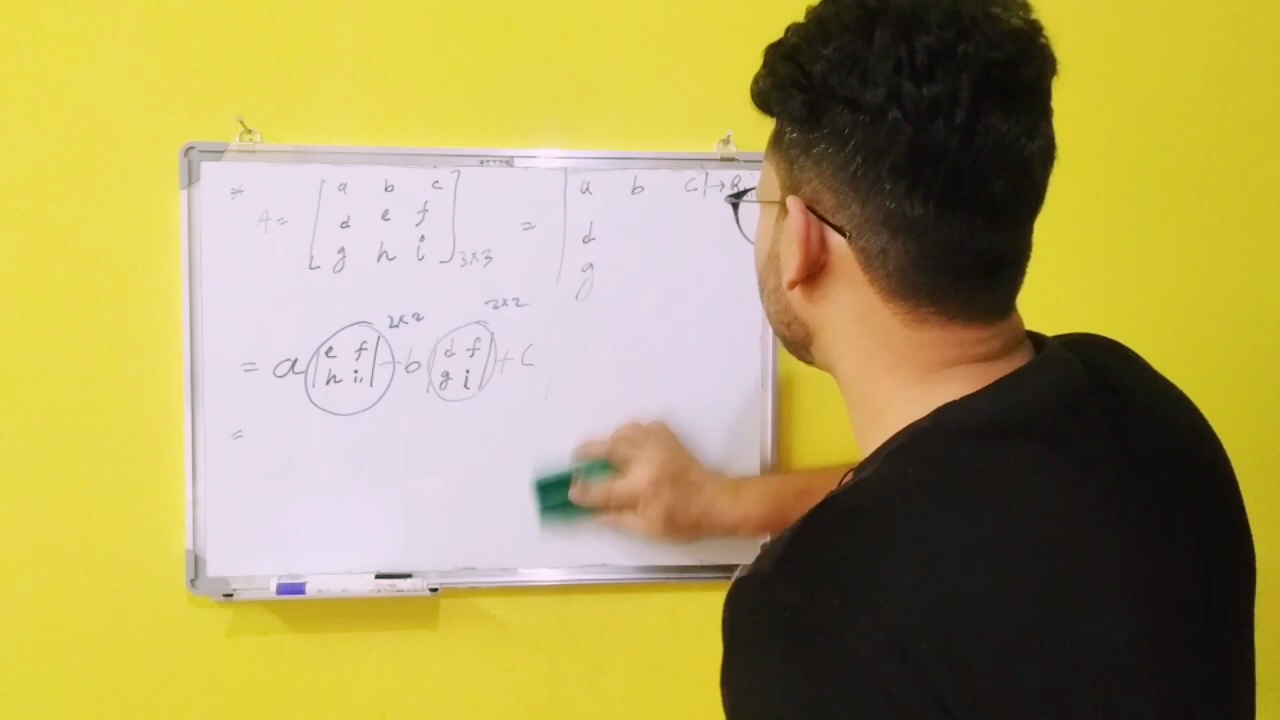 * [a b c] |a b c| → R
A = [d e f] = |d
[g h i] 3×3 |g
2×2 2×2
= a |e f| - b |d f| + c
|h i| |g i|
=